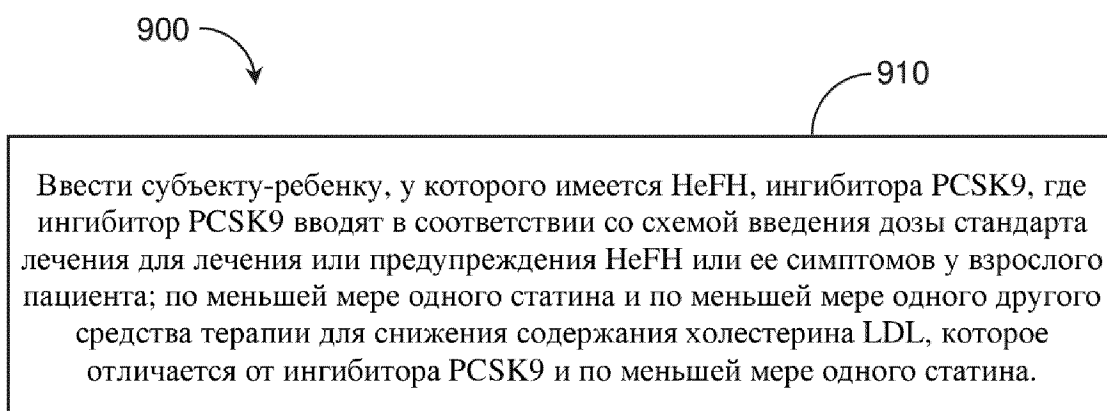 900
910
Ввести субъекту-ребенку, у которого имеется HeFH, ингибитора PCSK9, где
ингибитор PCSK9 вводят в соответствии со схемой введения дозы стандарта
лечения для лечения или предупреждения HeFH или ее симптомов у взрослого
пациента; по меньшей мере одного статина и по меньшей мере одного другого
средства терапии для снижения содержания холестерина LDL, которое
отличается от ингибитора PCSK9 и по меньшей мере одного статина.